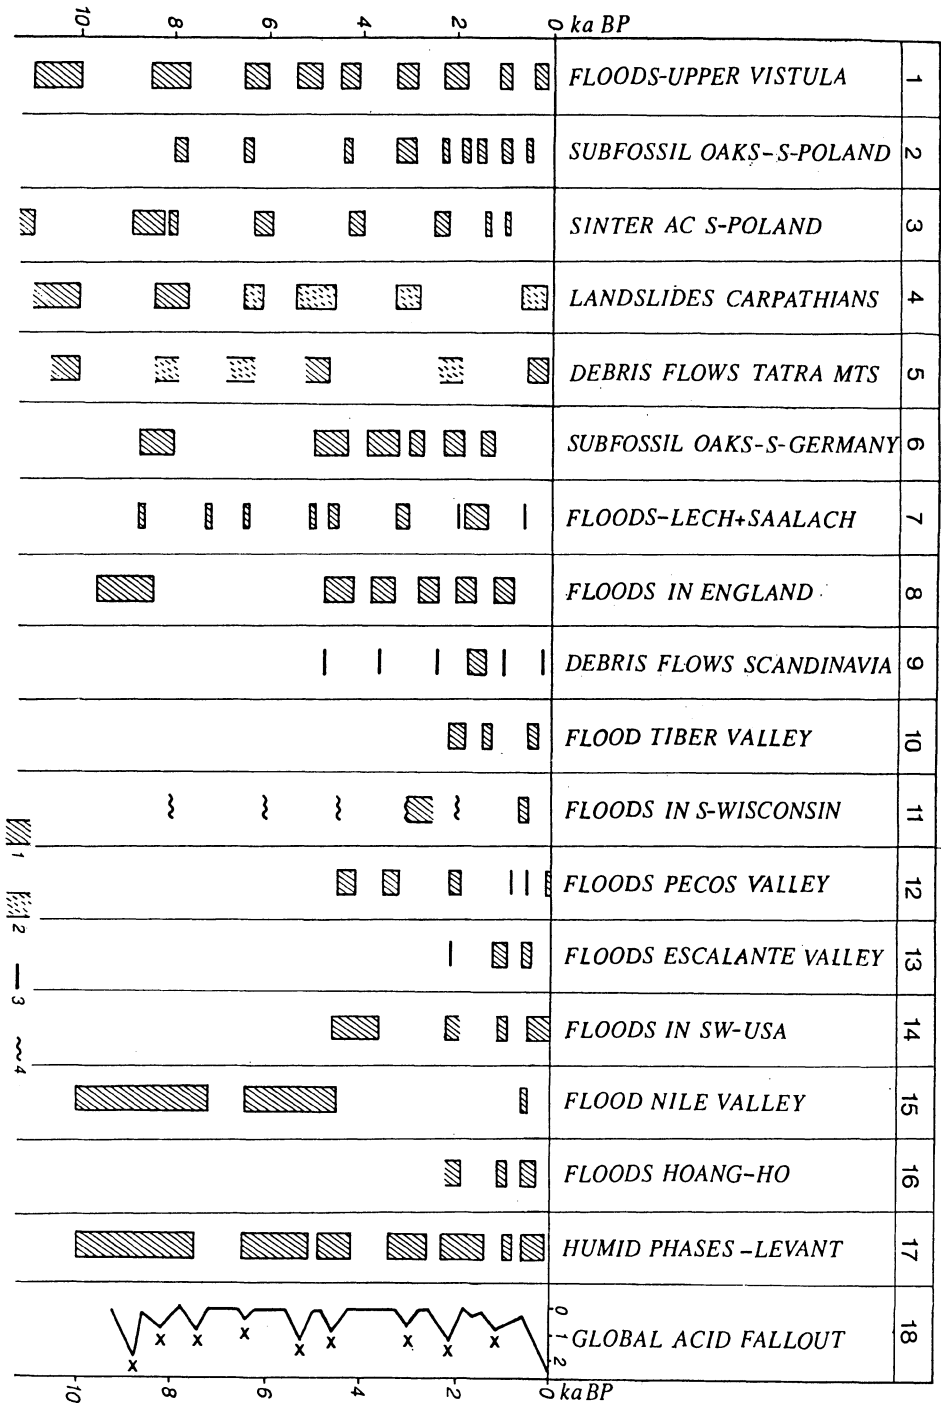 10 8 6 4 2 0 ka BP
FLOODS-UPPER VISTULA 1
SUBFOSSIL OAKS-S-POLAND 2
SINTER AC S-POLAND 3
LANDSLIDES CARPATHIANS 4
DEBRIS FLOWS TATRA MTS 5
SUBFOSSIL OAKS-S-GERMANY 6
FLOODS-LECH+SAALACH 7
FLOODS IN ENGLAND 8
DEBRIS FLOWS SCANDINAVIA 9
FLOOD TIBER VALLEY 10
FLOODS IN S-WISCONSIN 11
1
FLOODS PECOS VALLEY 12
2
FLOODS ESCALANTE VALLEY 13
3
FLOODS IN SW-USA 14
4
FLOOD NILE VALLEY 15
FLOODS HOANG-HO 16
HUMID PHASES-LEVANT 17
0
1
2
GLOBAL ACID FALLOUT 18
x x x x x x x x x
10 8 6 4 2 0 ka BP